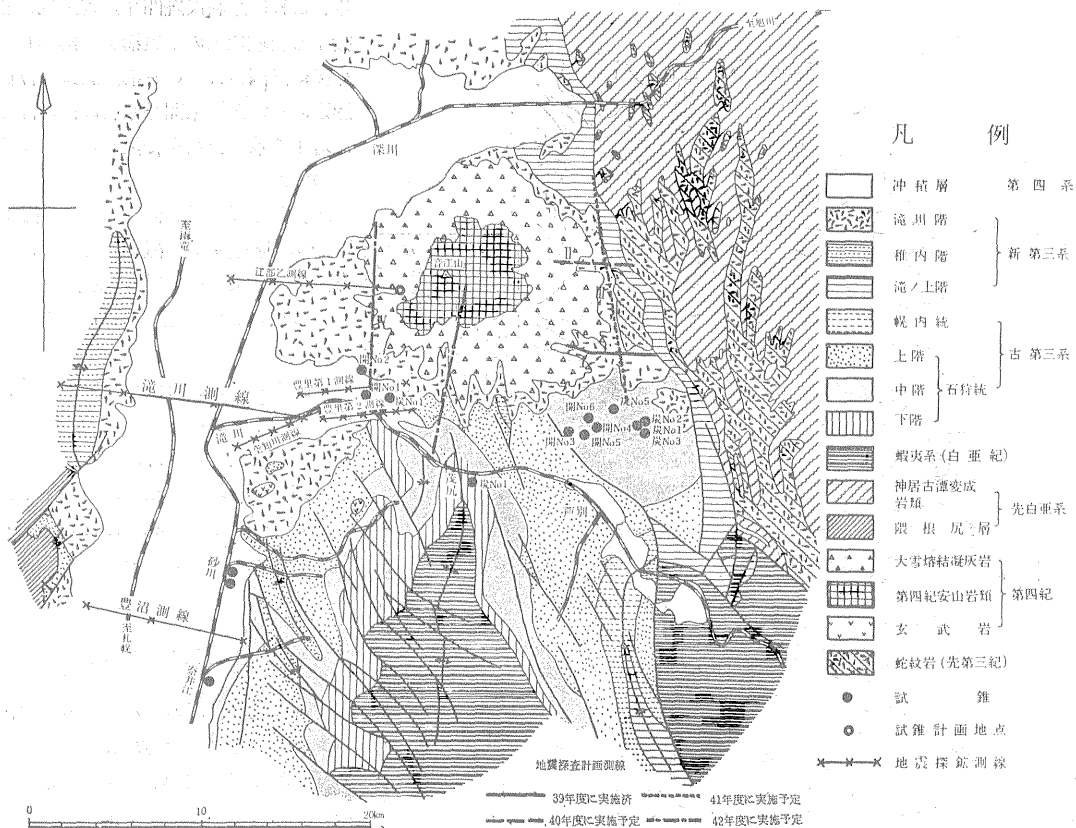 至旭川
深川
至雨竜
音江山
江部乙測線
II
IV
開No2
豊里第1測線
開No1
炭No1
滝川測線
豊里第2測線
滝川
開No6
炭No5
炭No2
開No4
炭No1
開No3
開No5
炭No3
炭No1
芦別
砂川
豊沼測線
至札幌
地震探査計画測線
39年度に実施済
41年度に実施予定
40年度に実施予定
42年度に実施予定
0 10 20km
凡例
沖積層 第四系
滝川階
稚内階 新第三系
滝ノ上階
幌内統
上階 古第三系
中階 石狩統
下階
蝦夷系(白亜紀)
神居古潭変成岩類
先白亜系
隈根尻層
大雪熔結凝灰岩
第四紀安山岩類 第四紀
玄武岩
蛇紋岩(先第三紀)
試錐
試錐計画地点
地震探鉱測線